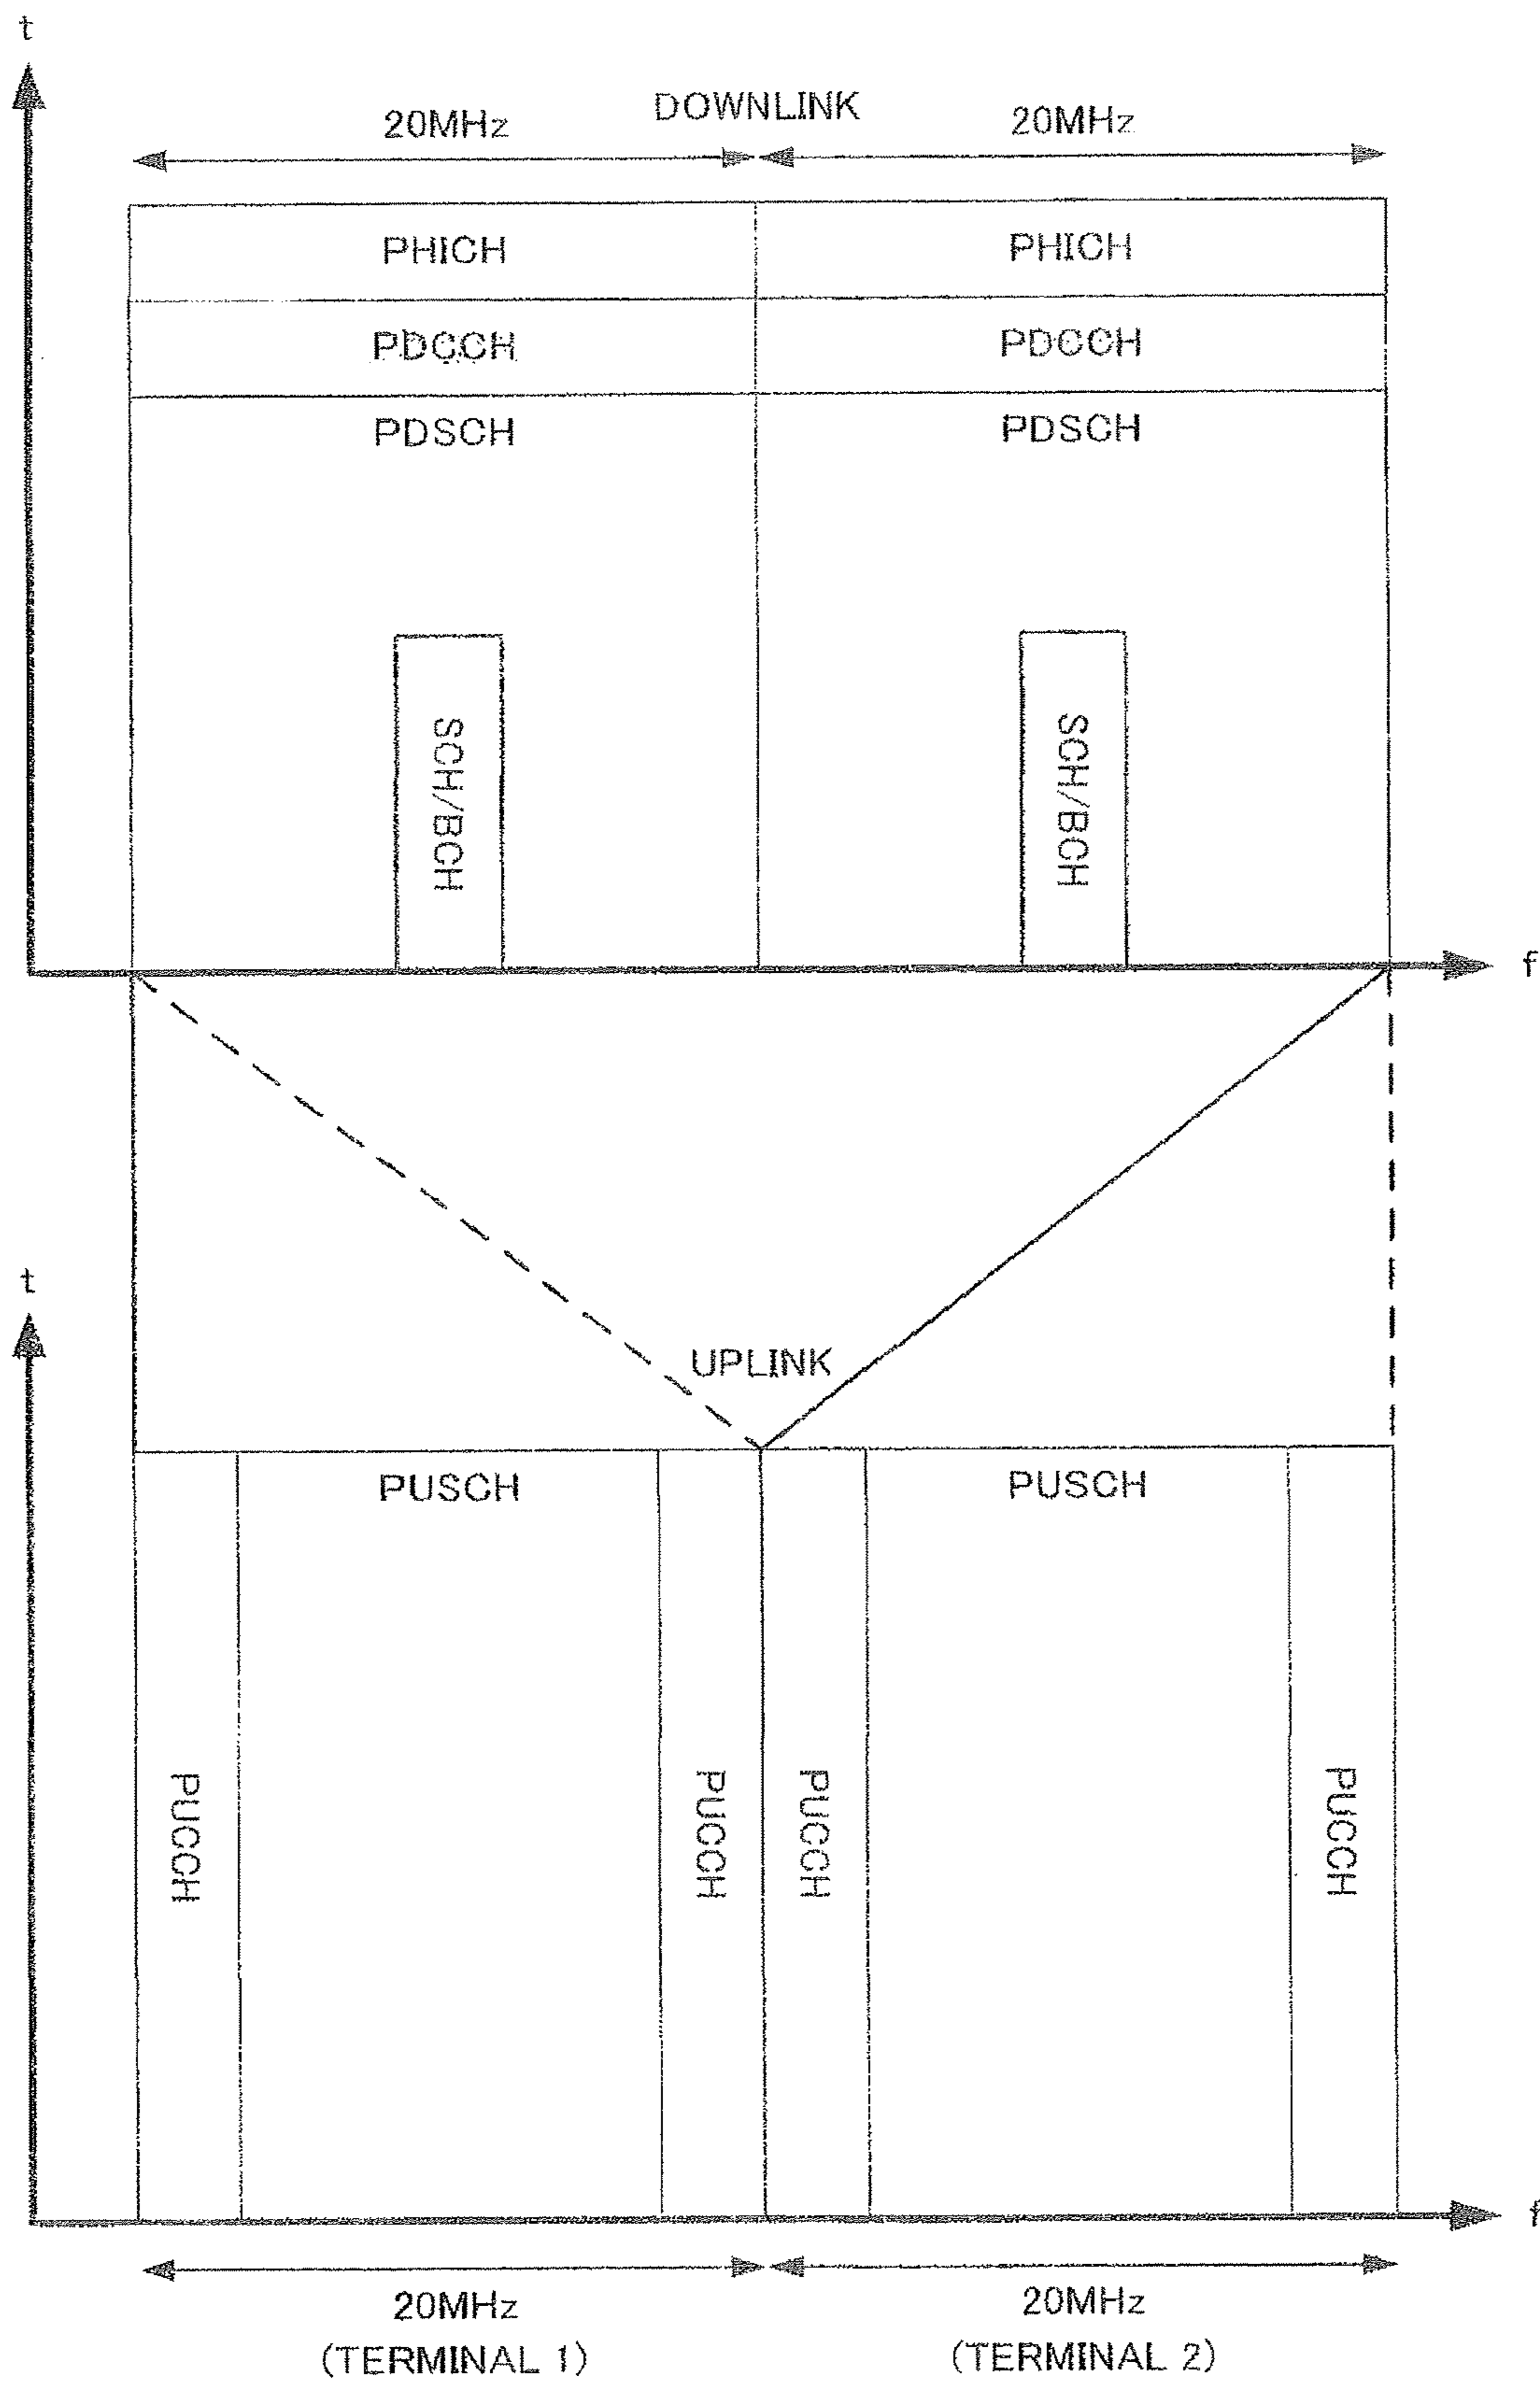 t
DOWNLINK
20MHz
20MHz
PHICH
PHICH
PDCCH
PDCCH
PDSCH
PDSCH
SCH/BCH
SCH/BCH
f
t
UPLINK
PUSCH
PUSCH
PUCCH
PUCCH
PUCCH
PUCCH
f
20MHz
20MHz
(TERMINAL 1)
(TERMINAL 2)